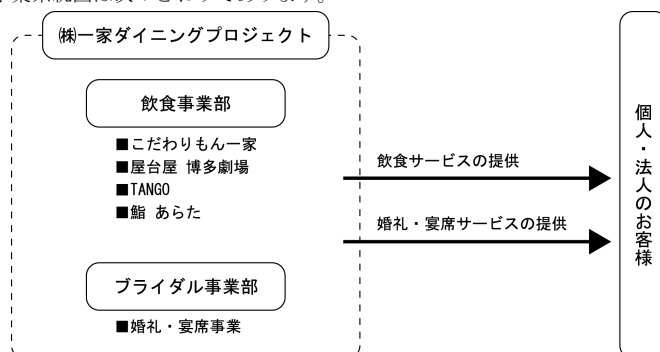 ㈱一家ダイニングプロジェクト
飲食事業部
■こだわりもん一家
■屋台屋 博多劇場
■TANGO
■鮨 あらた
飲食サービスの提供
婚礼・宴席サービスの提供
ブライダル事業部
■婚礼・宴席事業
個人・法人のお客様